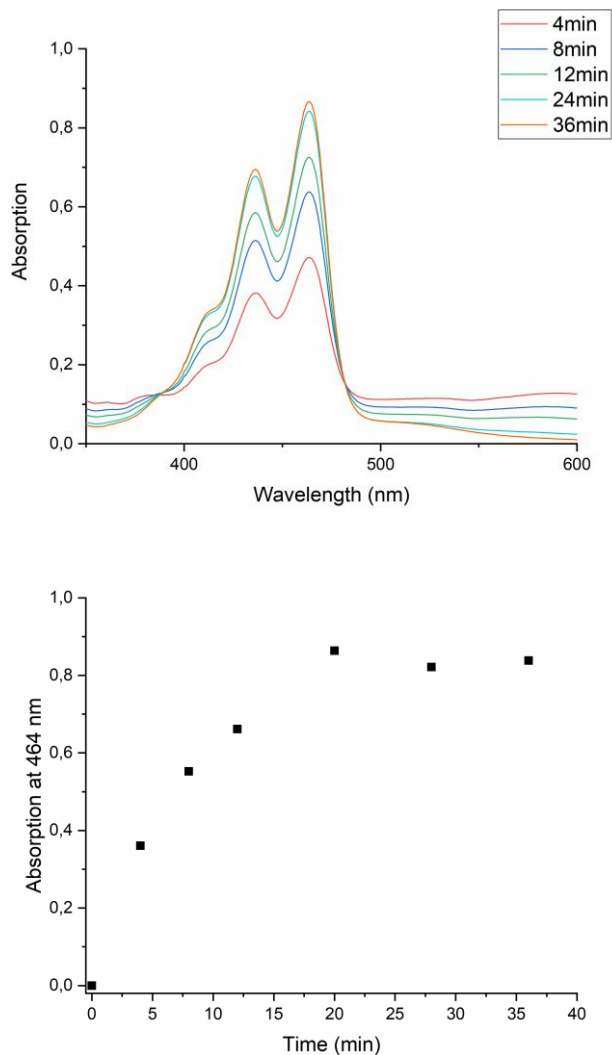 4min
8min
12min
24min
36min
1,0
0,8
0,6
0,4
0,2
0,0
Absorption
400
500
600
Wavelength (nm)
1,0
0,8
0,6
0,4
0,2
0,0
Absorption at 464 nm
0
5
10
15
20
25
30
35
40
Time (min)